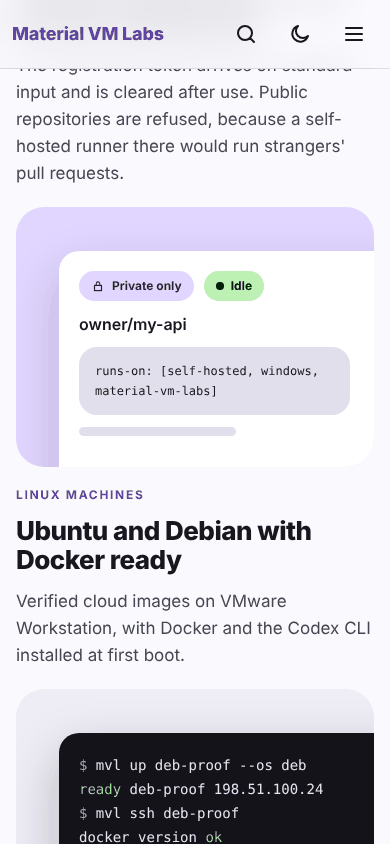 Material VM Labs
The registration token arrives on standard
input and is cleared after use. Public
repositories are refused, because a self-
hosted runner there would run strangers'
pull requests.
Private only
Idle
owner/my-api
runs-on: [self-hosted, windows,
material-vm-labs]
LINUX MACHINES
Ubuntu and Debian with
Docker ready
Verified cloud images on VMware
Workstation, with Docker and the Codex CLI
installed at first boot.
$ mvl up deb-proof --os deb
ready deb-proof 198.51.100.24
$ mvl ssh deb-proof
docker version ok